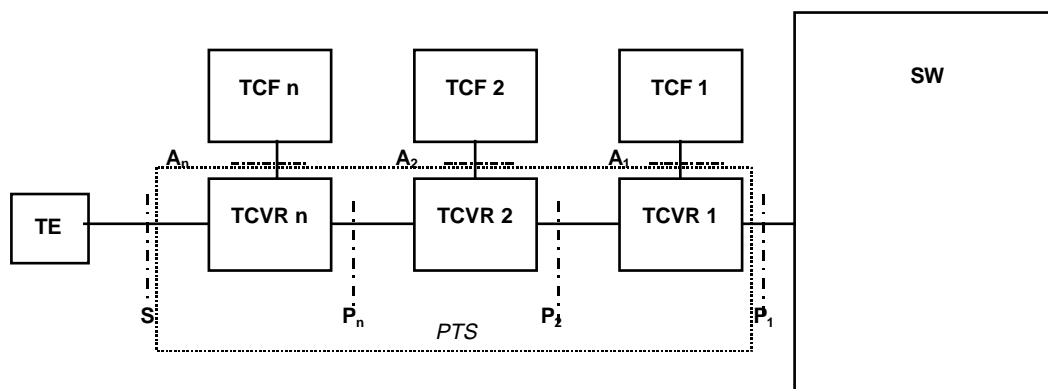 TCF n TCF 2 TCF 1 SW
Aₙ A₂ A₁
TE TCVR n TCVR 2 TCVR 1
S Pₙ P₂ P₁
PTS